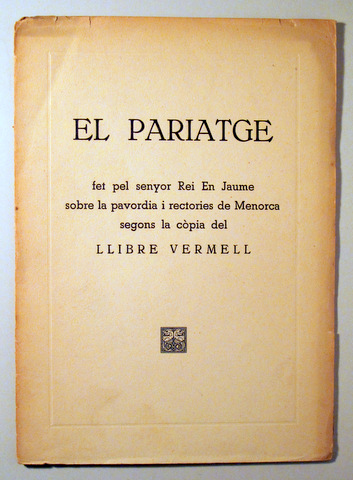 EL PARIATGE
fet pel senyor Rei En Jaume
sobre la pavordia i rectories de Menorca
segons la còpia del
LLIBRE VERMELL